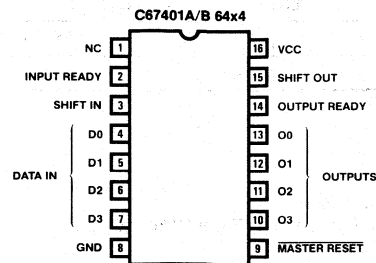 C67401A/B 64x4
NC 1 16 VCC
INPUT READY 2 15 SHIFT OUT
SHIFT IN 3 14 OUTPUT READY
D0 4 13 O0
D1 5 12 O1
DATA IN OUTPUTS
D2 6 11 O2
D3 7 10 O3
GND 8 9 MASTER RESET